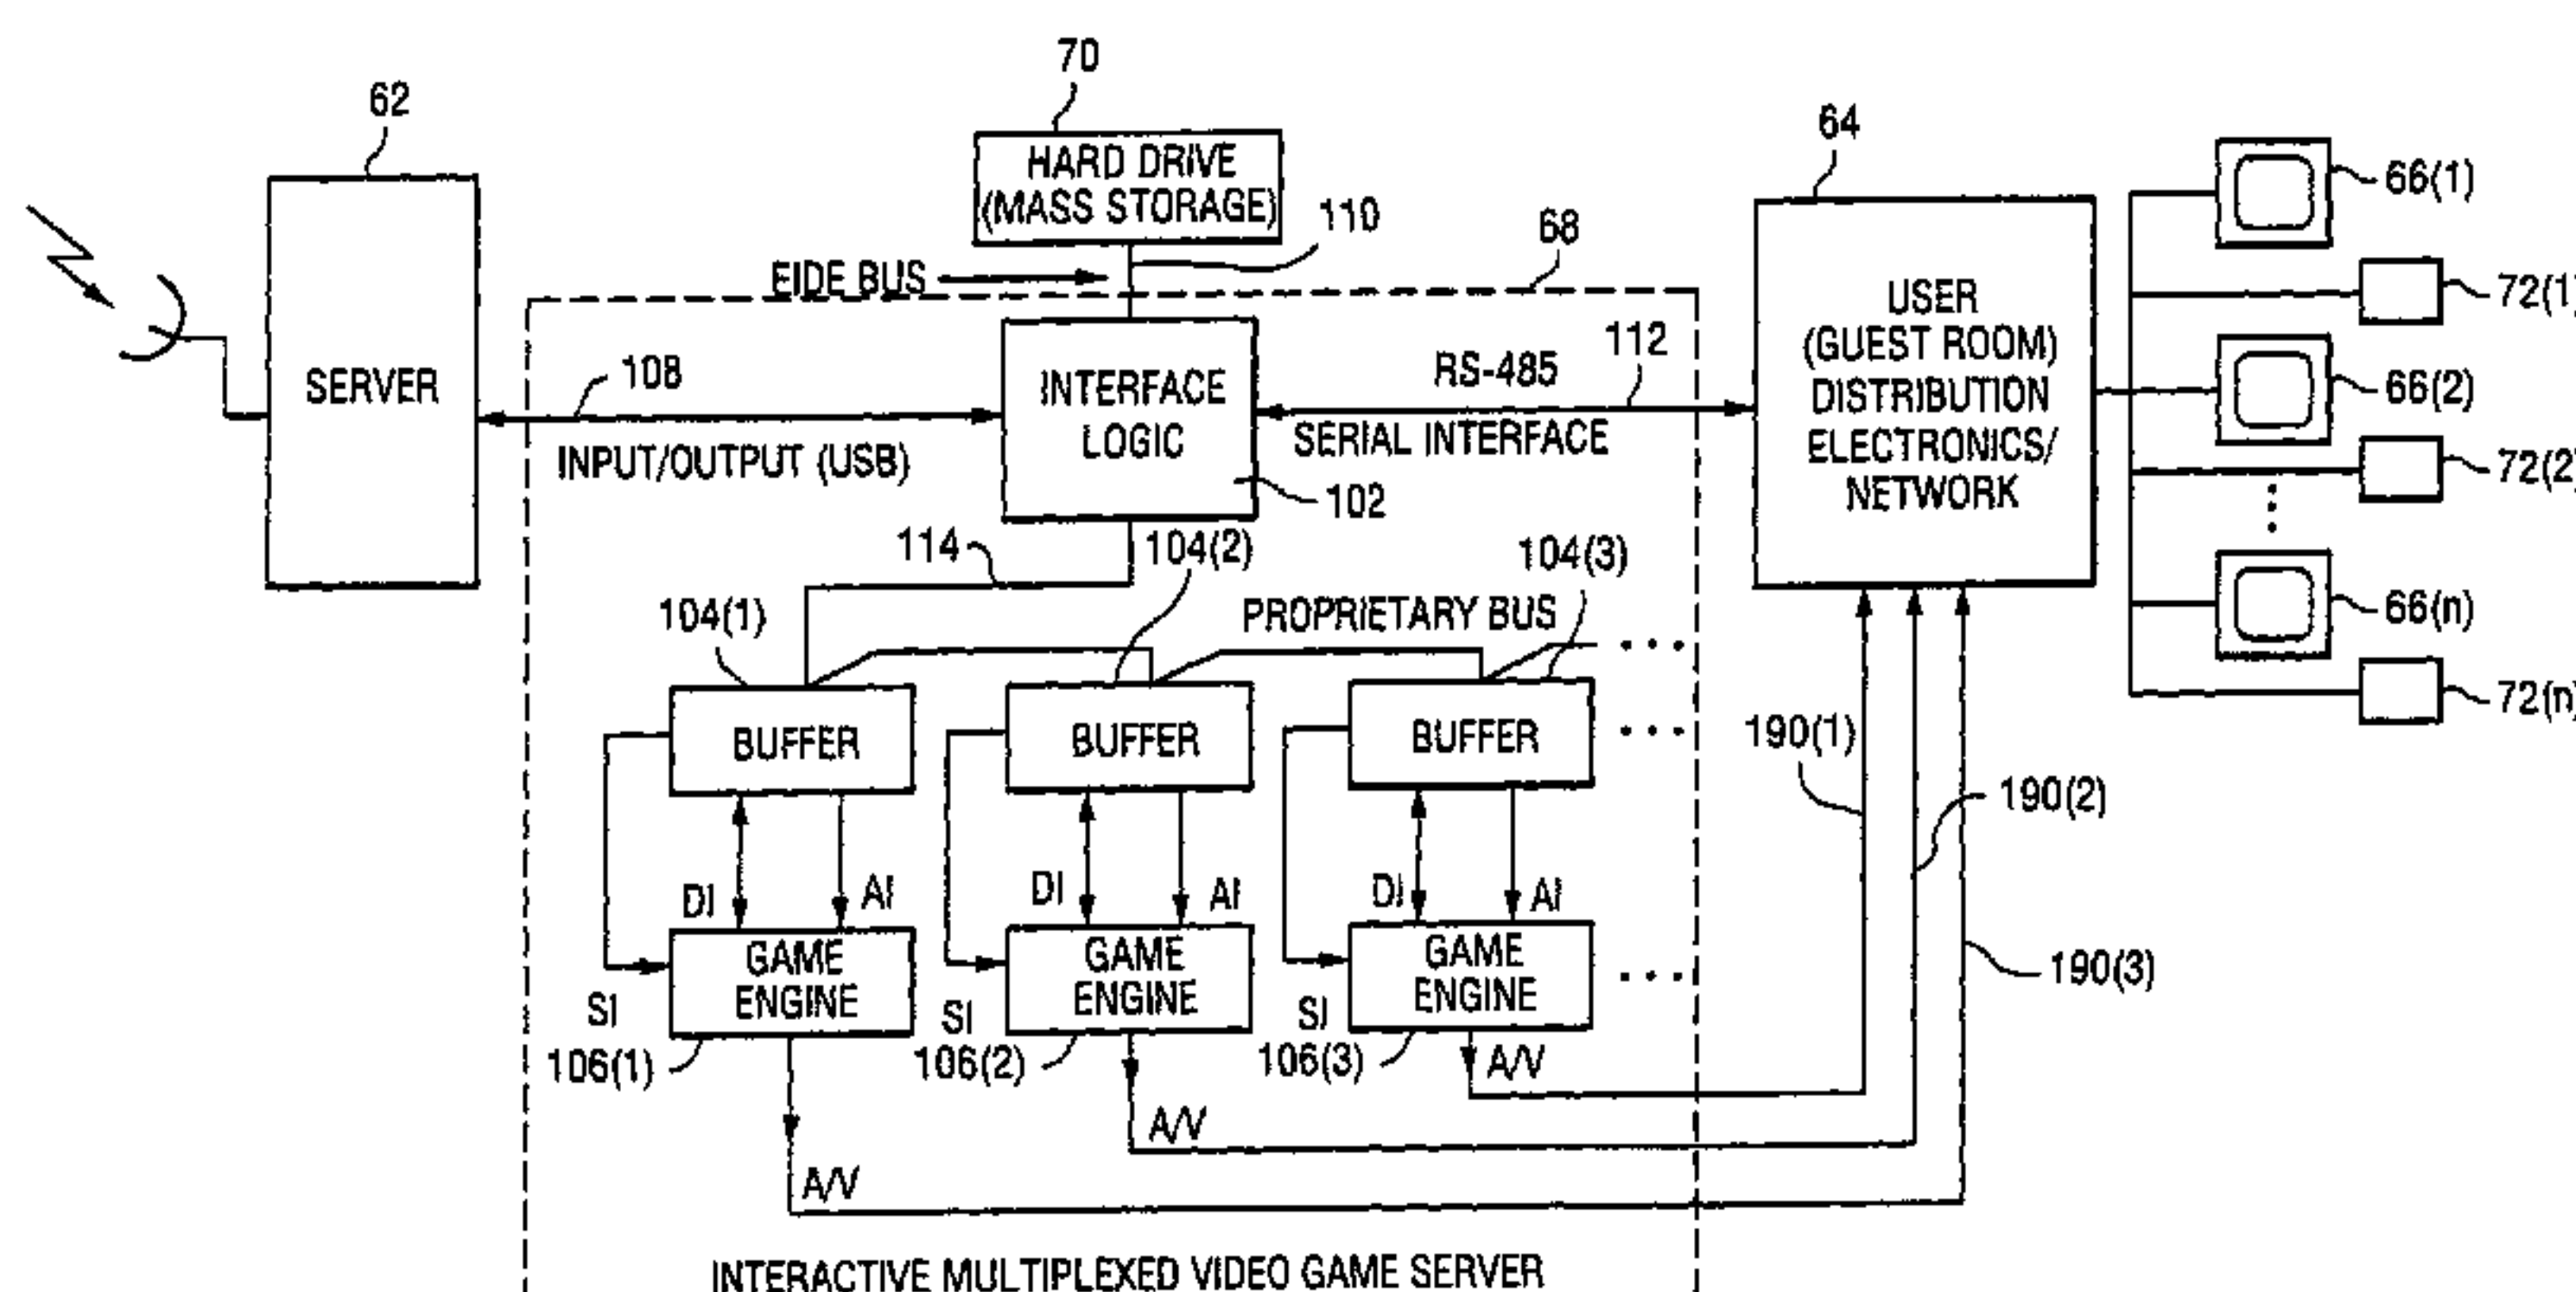 70
62
64
HARD DRIVE
(MASS STORAGE)
110
68
66(1)
EIDE BUS
72(1)
SERVER
108
INPUT/OUTPUT (USB)
INTERFACE
LOGIC
102
RS-485
112
SERIAL INTERFACE
USER
(GUEST ROOM)
DISTRIBUTION
ELECTRONICS/
NETWORK
66(2)
72(2)
66(n)
72(n)
114
104(2)
104(3)
104(1)
PROPRIETARY BUS
BUFFER
BUFFER
BUFFER
190(1)
190(2)
190(3)
DI
AI
DI
AI
DI
AI
GAME
ENGINE
GAME
ENGINE
GAME
ENGINE
SI
106(1)
SI
106(2)
SI
106(3)
A/V
A/V
A/V
INTERACTIVE MULTIPLEXED VIDEO GAME SERVER